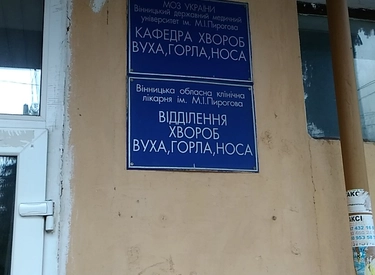 МОЗ УКРАЇНИ
Вінницький державний медичний
університет ім. М.І.Пирогова
КАФЕДРА ХВОРОБ
ВУХА,ГОРЛА,НОСА
Вінницька обласна клінічна
лікарня ім. М.І.Пирогова
ВІДДІЛЕННЯ
ХВОРОБ
ВУХА,ГОРЛА,НОСА